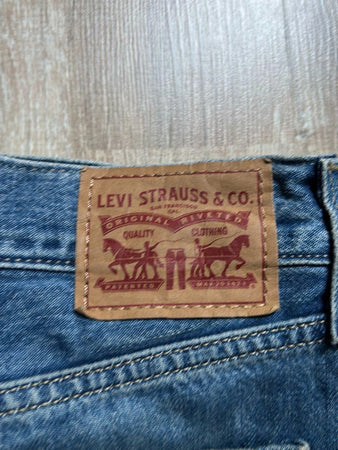 LEVI STRAUSS & CO.
SAN FRANCISCO
CAL.
ORIGINAL RIVETED
QUALITY CLOTHING
PATENTED MAY 20 1873